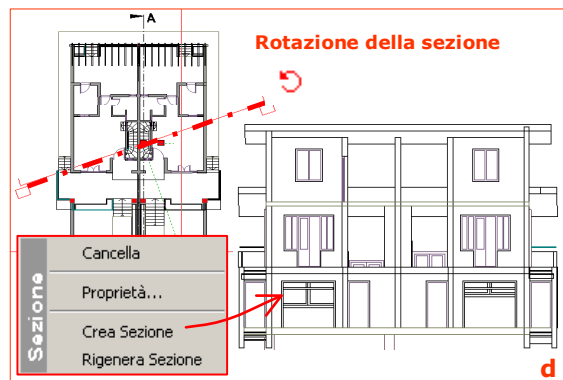 A
Rotazione della sezione
Sezione
Cancella
Proprietà...
Crea Sezione
Rigenera Sezione
d